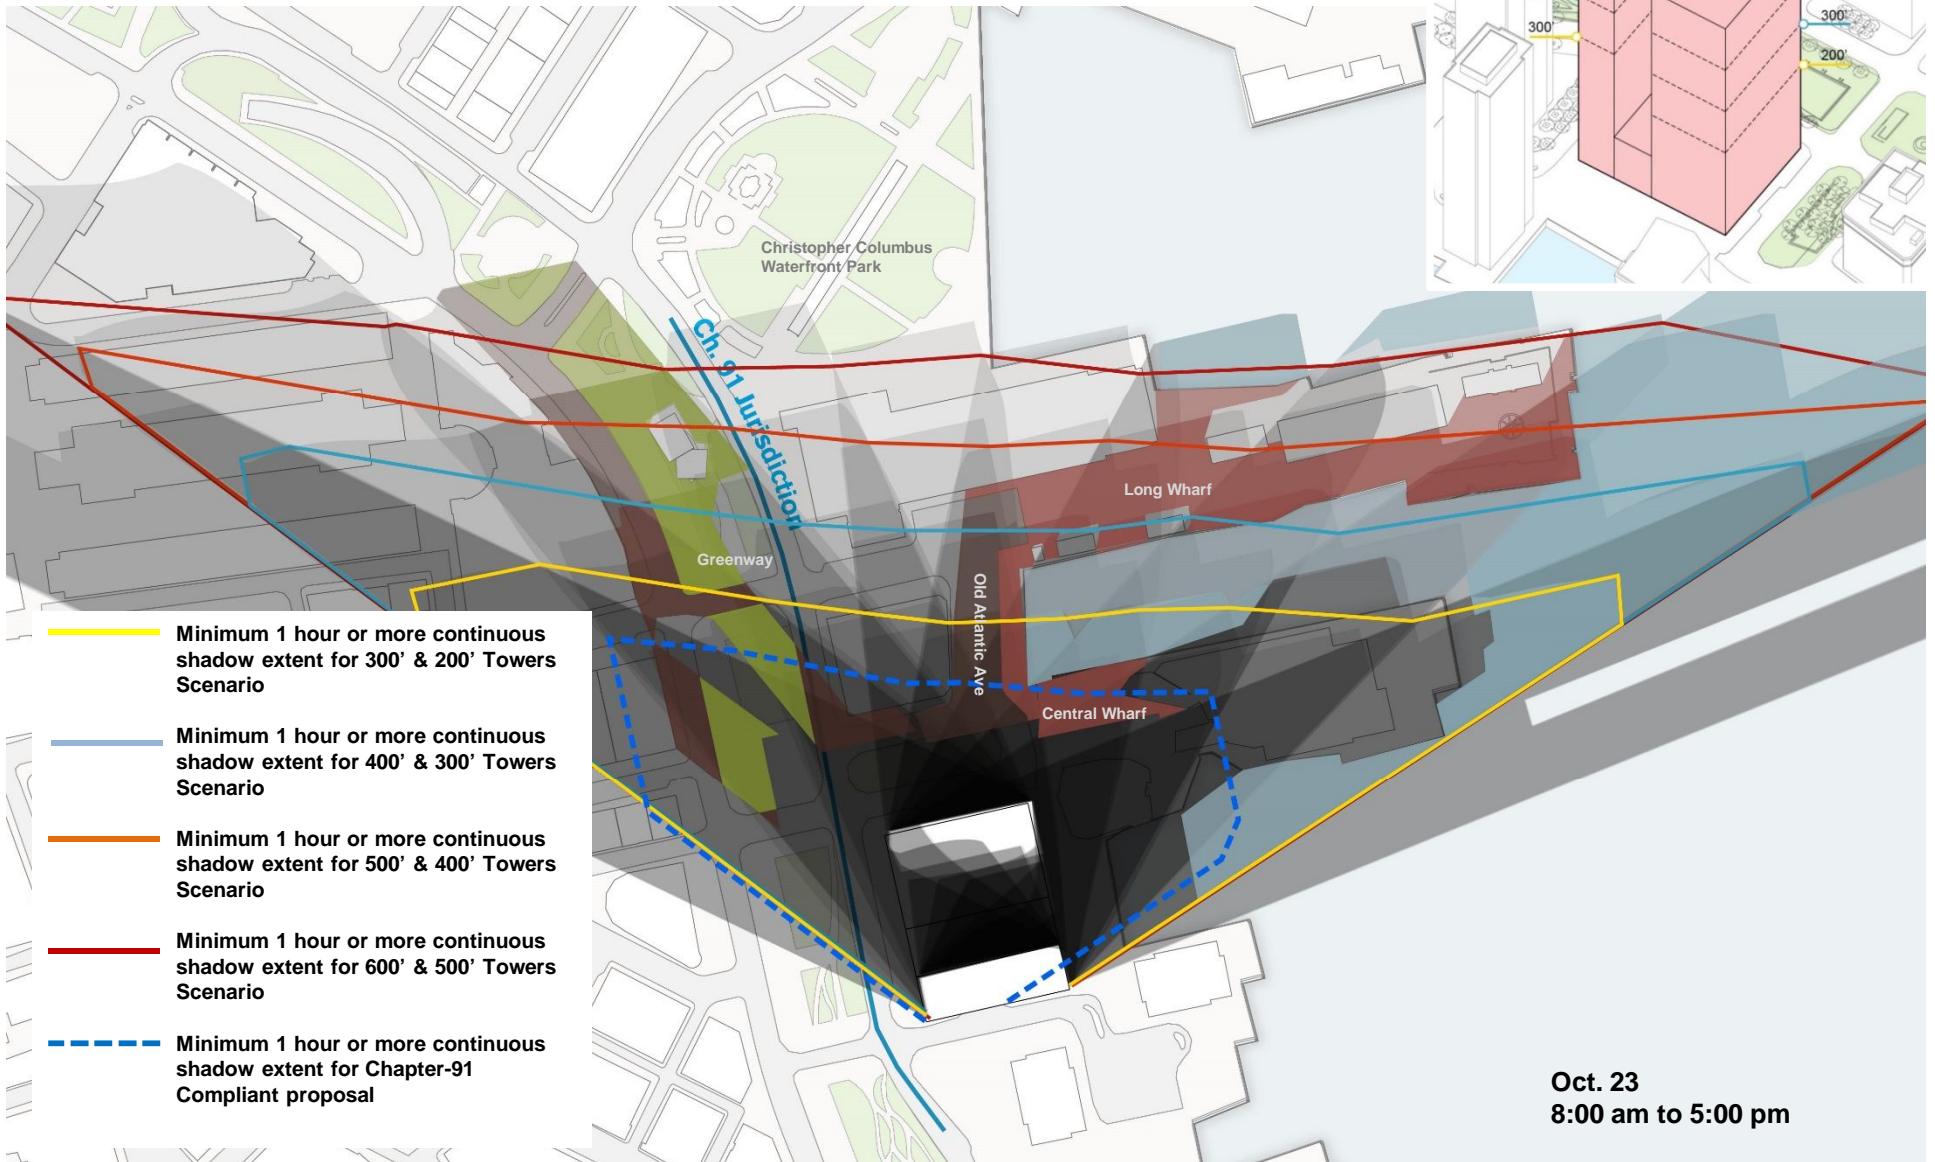 300'
300'
200'
Christopher Columbus
Waterfront Park
Ch. 91 Jurisdiction
Long Wharf
Greenway
Old Atlantic Ave
Central Wharf
Minimum 1 hour or more continuous
shadow extent for 300' & 200' Towers
Scenario
Minimum 1 hour or more continuous
shadow extent for 400' & 300' Towers
Scenario
Minimum 1 hour or more continuous
shadow extent for 500' & 400' Towers
Scenario
Minimum 1 hour or more continuous
shadow extent for 600' & 500' Towers
Scenario
Minimum 1 hour or more continuous
shadow extent for Chapter-91
Compliant proposal
Oct. 23
8:00 am to 5:00 pm